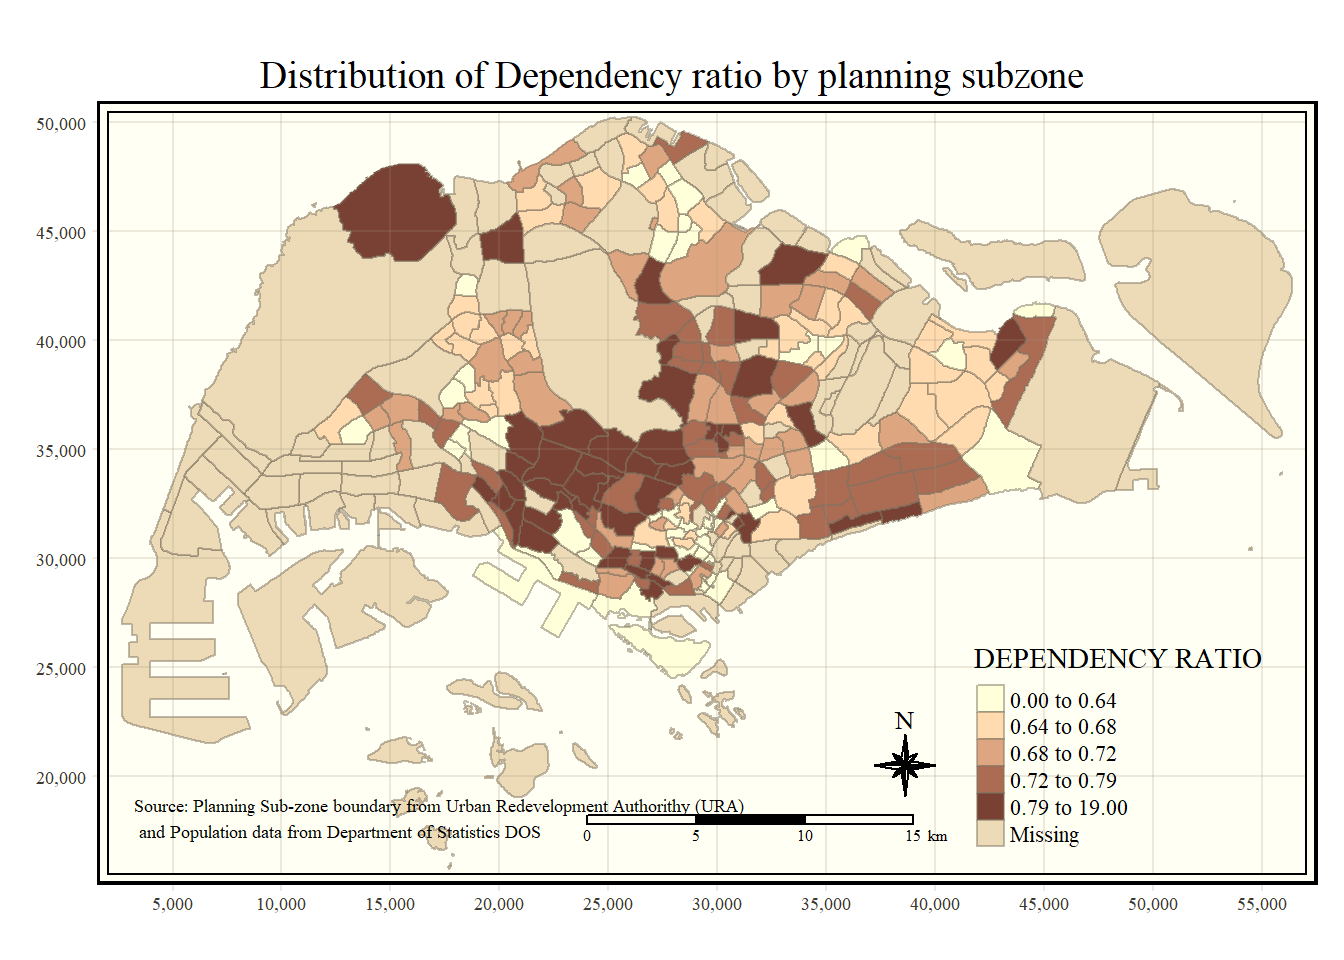 Distribution of Dependency ratio by planning subzone
50,000
45,000
40,000
35,000
30,000
25,000
20,000
DEPENDENCY RATIO
0.00 to 0.64
0.64 to 0.68
0.68 to 0.72
0.72 to 0.79
0.79 to 19.00
Missing
N
Source: Planning Sub-zone boundary from Urban Redevelopment Authorithy (URA)
and Population data from Department of Statistics DOS
0 5 10 15 km
5,000 10,000 15,000 20,000 25,000 30,000 35,000 40,000 45,000 50,000 55,000